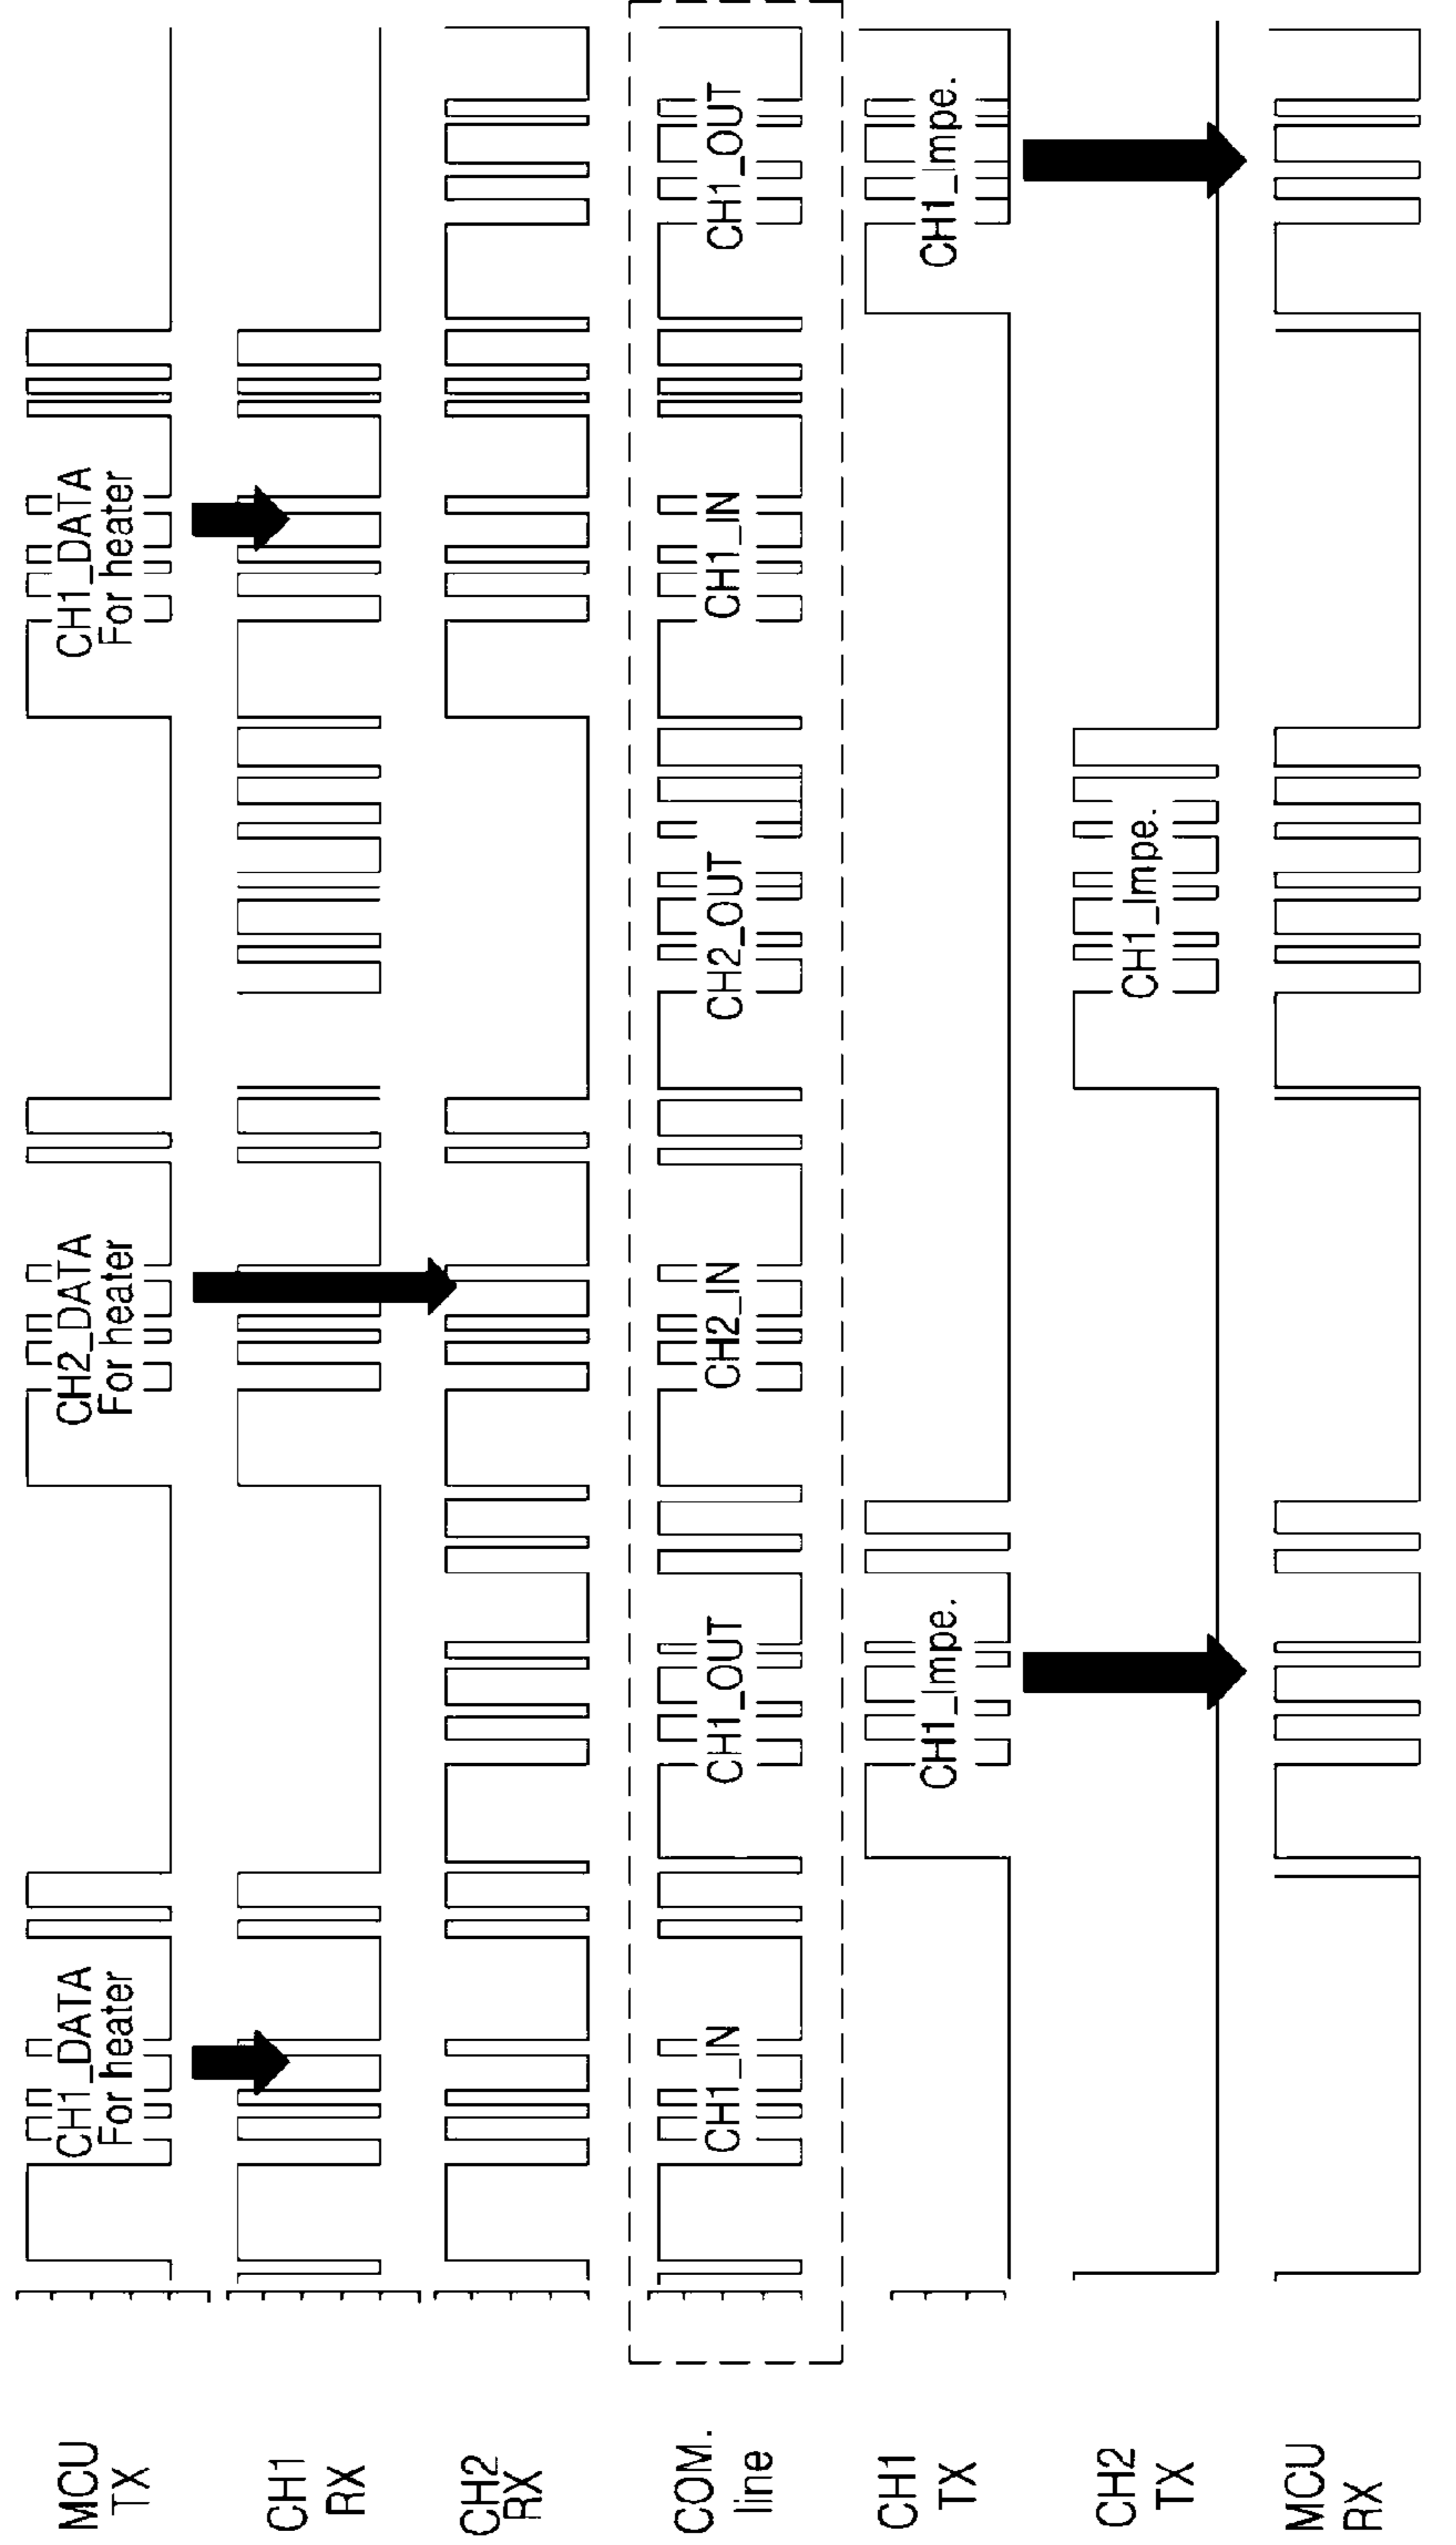 MCU
TX
CH1_DATA
For heater
CH2_DATA
For heater
CH1_DATA
For heater
CH1
RX
CH2
RX
COM.
line
CH1_IN
CH1_OUT
CH2_IN
CH2_OUT
CH1_IN
CH1_OUT
CH1
TX
CH1_Impe.
CH1_Impe.
CH2
TX
CH1_Impe.
MCU
RX